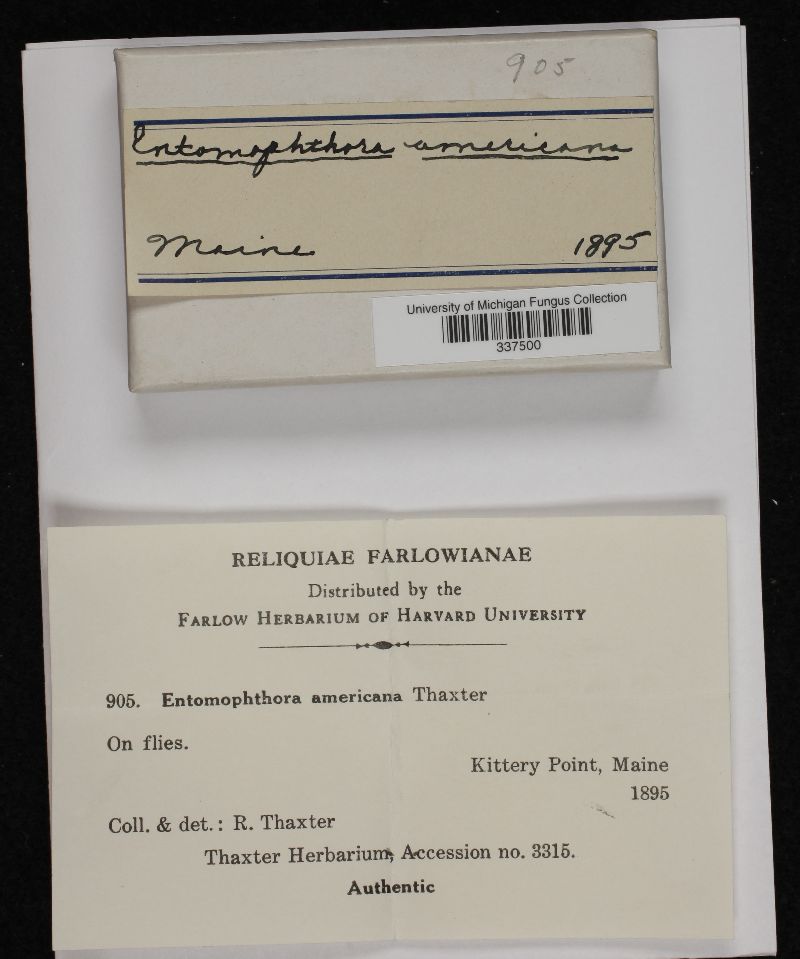 905
Entomophthora americana
Maine 1895
University of Michigan Fungus Collection
337500
RELIQUIAE FARLOWIANAE
Distributed by the
FARLOW HERBARIUM OF HARVARD UNIVERSITY
905. Entomophthora americana Thaxter
On flies.
Kittery Point, Maine
1895
Coll. & det.: R. Thaxter
Thaxter Herbarium, Accession no. 3315.
Authentic